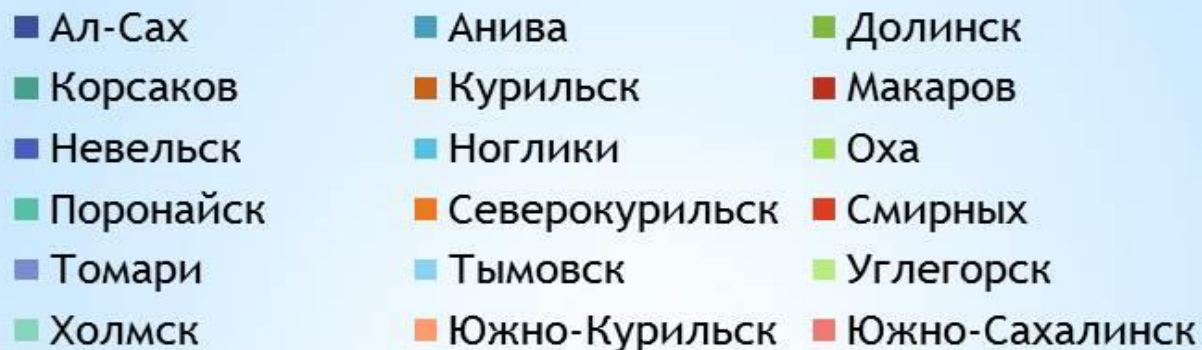 Ал-Сах Анива Долинск
Корсаков Курильск Макаров
Невельск Ноглики Оха
Поронайск Северокурильск Смирных
Томари Тымовск Углегорск
Холмск Южно-Курильск Южно-Сахалинск